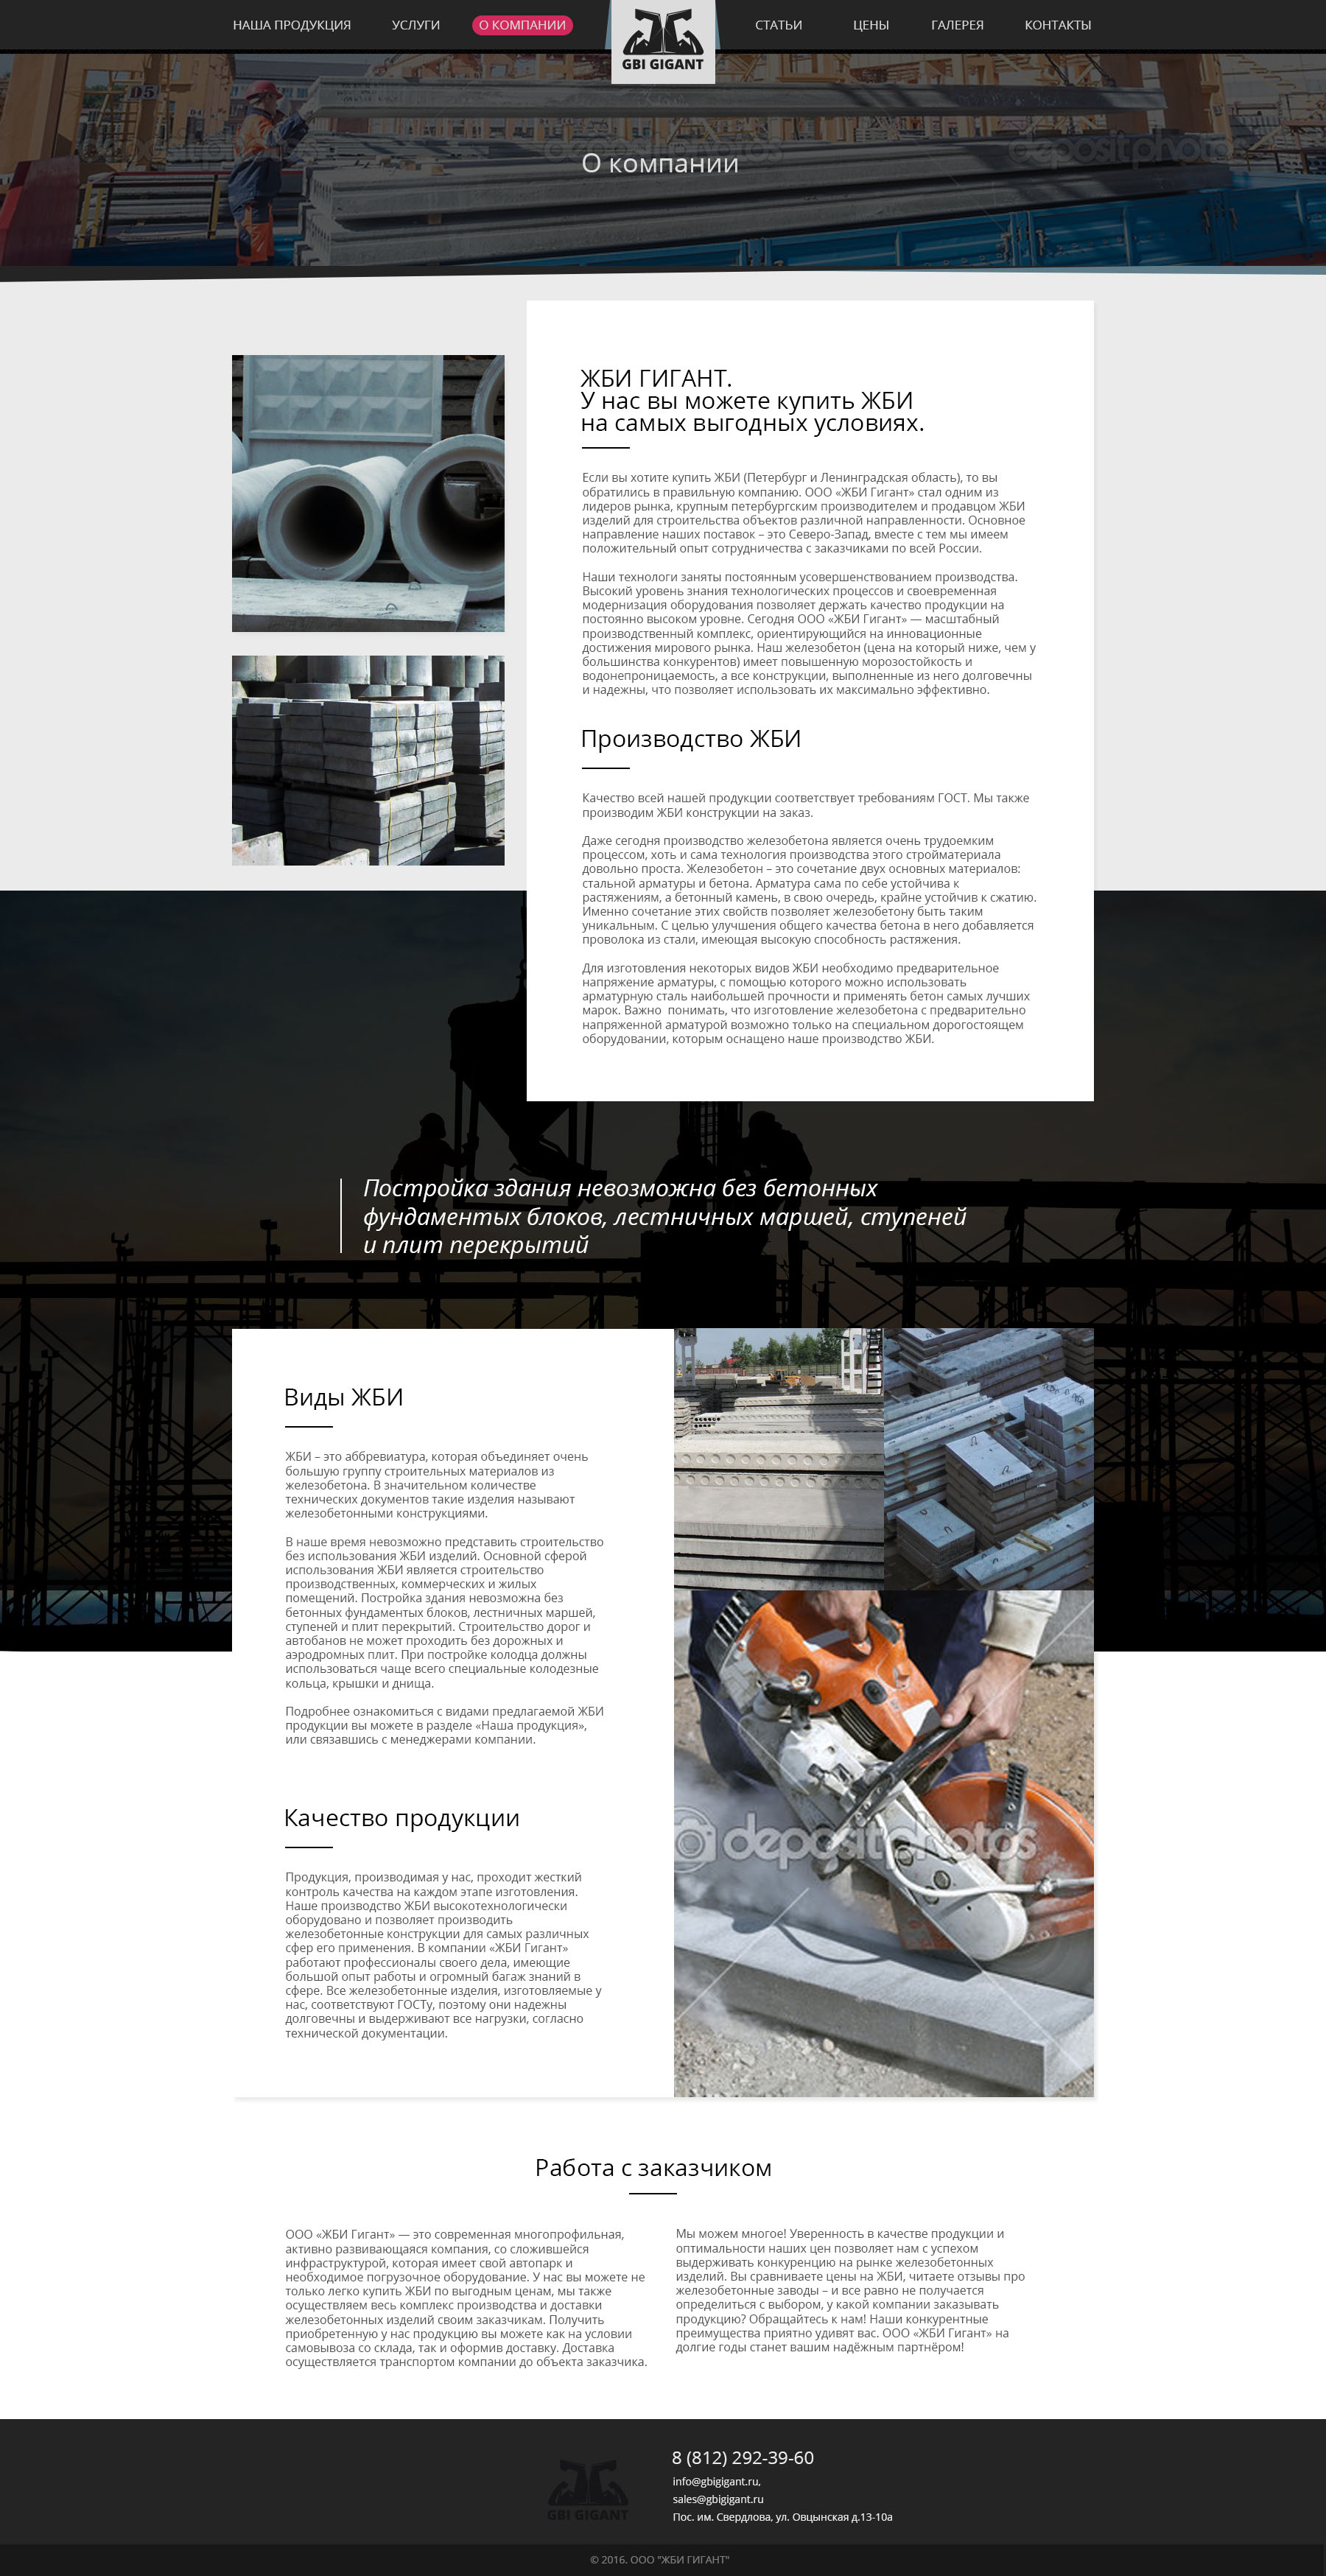 НАША ПРОДУКЦИЯ УСЛУГИ О КОМПАНИИ GBI GIGANT СТАТЬИ ЦЕНЫ ГАЛЕРЕЯ КОНТАКТЫ
О компании
ЖБИ ГИГАНТ.
У нас вы можете купить ЖБИ
на самых выгодных условиях.
Если вы хотите купить ЖБИ (Петербург и Ленинградская область), то вы
обратились в правильную компанию. ООО «ЖБИ Гигант» стал одним из
лидеров рынка, крупным петербургским производителем и продавцом ЖБИ
изделий для строительства объектов различной направленности. Основное
направление наших поставок – это Северо-Запад, вместе с тем мы имеем
положительный опыт сотрудничества с заказчиками по всей России.
Наши технологи заняты постоянным усовершенствованием производства.
Высокий уровень знания технологических процессов и своевременная
модернизация оборудования позволяет держать качество продукции на
постоянно высоком уровне. Сегодня ООО «ЖБИ Гигант» — масштабный
производственный комплекс, ориентирующийся на инновационные
достижения мирового рынка. Наш железобетон (цена на который ниже, чем у
большинства конкурентов) имеет повышенную морозостойкость и
водонепроницаемость, а все конструкции, выполненные из него долговечны
и надежны, что позволяет использовать их максимально эффективно.
Производство ЖБИ
Качество всей нашей продукции соответствует требованиям ГОСТ. Мы также
производим ЖБИ конструкции на заказ.
Даже сегодня производство железобетона является очень трудоемким
процессом, хоть и сама технология производства этого стройматериала
довольно проста. Железобетон – это сочетание двух основных материалов:
стальной арматуры и бетона. Арматура сама по себе устойчива к
растяжениям, а бетонный камень, в свою очередь, крайне устойчив к сжатию.
Именно сочетание этих свойств позволяет железобетону быть таким
уникальным. С целью улучшения общего качества бетона в него добавляется
проволока из стали, имеющая высокую способность растяжения.
Для изготовления некоторых видов ЖБИ необходимо предварительное
напряжение арматуры, с помощью которого можно использовать
арматурную сталь наибольшей прочности и применять бетон самых лучших
марок. Важно понимать, что изготовление железобетона с предварительно
напряженной арматурой возможно только на специальном дорогостоящем
оборудовании, которым оснащено наше производство ЖБИ.
Постройка здания невозможна без бетонных
фундаментых блоков, лестничных маршей, ступеней
и плит перекрытий
Виды ЖБИ
ЖБИ – это аббревиатура, которая объединяет очень
большую группу строительных материалов из
железобетона. В значительном количестве
технических документов такие изделия называют
железобетонными конструкциями.
В наше время невозможно представить строительство
без использования ЖБИ изделий. Основной сферой
использования ЖБИ является строительство
производственных, коммерческих и жилых
помещений. Постройка здания невозможна без
бетонных фундаментых блоков, лестничных маршей,
ступеней и плит перекрытий. Строительство дорог и
автобанов не может проходить без дорожных и
аэродромных плит. При постройке колодца должны
использоваться чаще всего специальные колодезные
кольца, крышки и днища.
Подробнее ознакомиться с видами предлагаемой ЖБИ
продукции вы можете в разделе «Наша продукция»,
или связавшись с менеджерами компании.
depositphotos
Качество продукции
Продукция, производимая у нас, проходит жесткий
контроль качества на каждом этапе изготовления.
Наше производство ЖБИ высокотехнологически
оборудовано и позволяет производить
железобетонные конструкции для самых различных
сфер его применения. В компании «ЖБИ Гигант»
работают профессионалы своего дела, имеющие
большой опыт работы и огромный багаж знаний в
сфере. Все железобетонные изделия, изготовляемые у
нас, соответствуют ГОСТу, поэтому они надежны
долговечны и выдерживают все нагрузки, согласно
технической документации.
Работа с заказчиком
ООО «ЖБИ Гигант» — это современная многопрофильная,
активно развивающаяся компания, со сложившейся
инфраструктурой, которая имеет свой автопарк и
необходимое погрузочное оборудование. У нас вы можете не
только легко купить ЖБИ по выгодным ценам, мы также
осуществляем весь комплекс производства и доставки
железобетонных изделий своим заказчикам. Получить
приобретенную у нас продукцию вы можете как на условии
самовывоза со склада, так и оформив доставку. Доставка
осуществляется транспортом компании до объекта заказчика.
Мы можем многое! Уверенность в качестве продукции и
оптимальности наших цен позволяет нам с успехом
выдерживать конкуренцию на рынке железобетонных
изделий. Вы сравниваете цены на ЖБИ, читаете отзывы про
железобетонные заводы – и все равно не получается
определиться с выбором, у какой компании заказывать
продукцию? Обращайтесь к нам! Наши конкурентные
преимущества приятно удивят вас. ООО «ЖБИ Гигант» на
долгие годы станет вашим надёжным партнёром!
GBI GIGANT
8 (812) 292-39-60
info@gbigigant.ru,
sales@gbigigant.ru
Пос. им. Свердлова, ул. Овцынская д.13-10а
© 2016. ООО "ЖБИ ГИГАНТ"